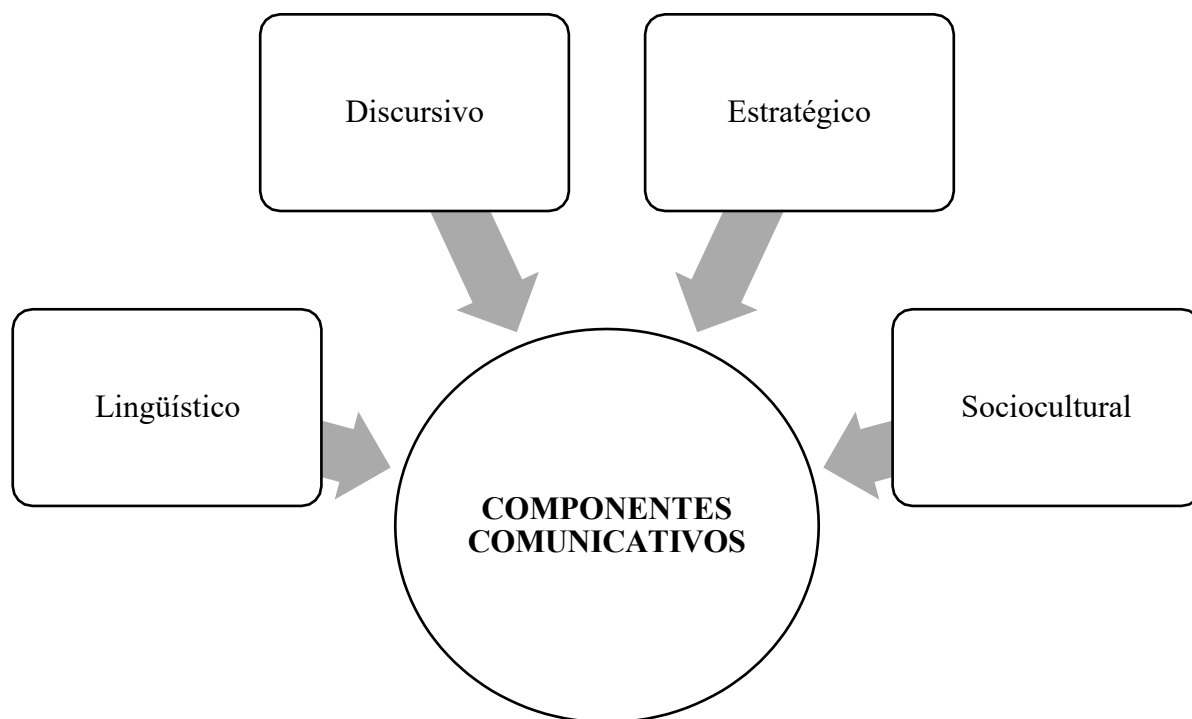 Discursivo
Estratégico
Lingüístico
Sociocultural
COMPONENTES
COMUNICATIVOS